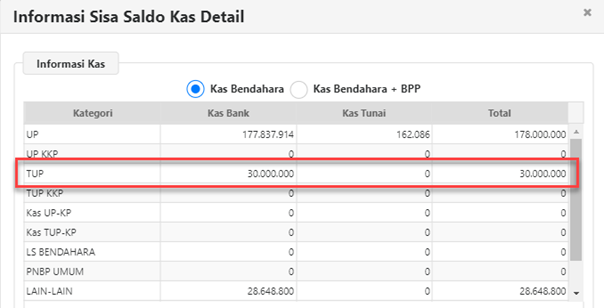 Informasi Sisa Saldo Kas Detail ×
Informasi Kas
Kas Bendahara Kas Bendahara + BPP
Kategori Kas Bank Kas Tunai Total
UP 177.837.914 162.086 178.000.000
UP KKP 0 0 0
TUP 30.000.000 0 30.000.000
TUP KKP 0 0 0
Kas UP-KP 0 0 0
Kas TUP-KP 0 0 0
LS BENDAHARA 0 0 0
PNBP UMUM 0 0 0
LAIN-LAIN 28.648.800 0 28.648.800